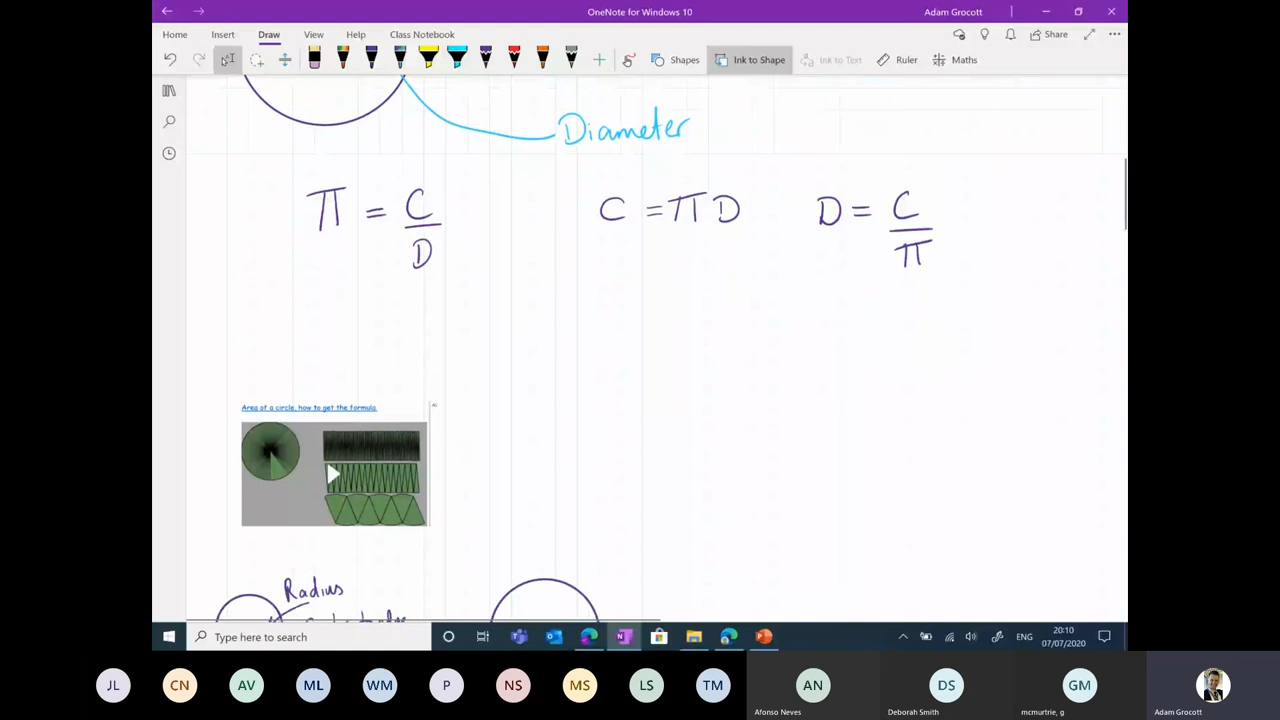 OneNote for Windows 10
Adam Grocott
Home Insert Draw View Help Class Notebook
Share
Shapes Ink to Shape Ink to Text Ruler Maths
Diameter
π = C/D
C = π D
D = C/π
Area of a circle, how to get the formula.
Radius
Type here to search
ENG
20:10
07/07/2020
JL CN AV ML WM P NS MS LS TM AN DS GM
Afonso Neves
Deborah Smith
mcmurtrie, g
Adam Grocott